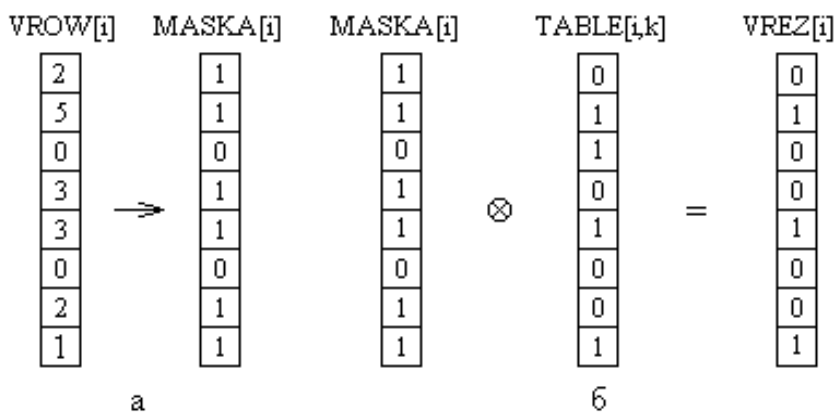 VROW[i] MASKA[i] MASKA[i] TABLE[i,k] VREZ[i]
2 1 1 0 0
5 1 1 1 1
0 0 0 1 0
3 1 1 0 0
3 → 1 1 ⊗ 1 = 1
0 0 0 0 0
2 1 1 0 0
1 1 1 1 1
а б